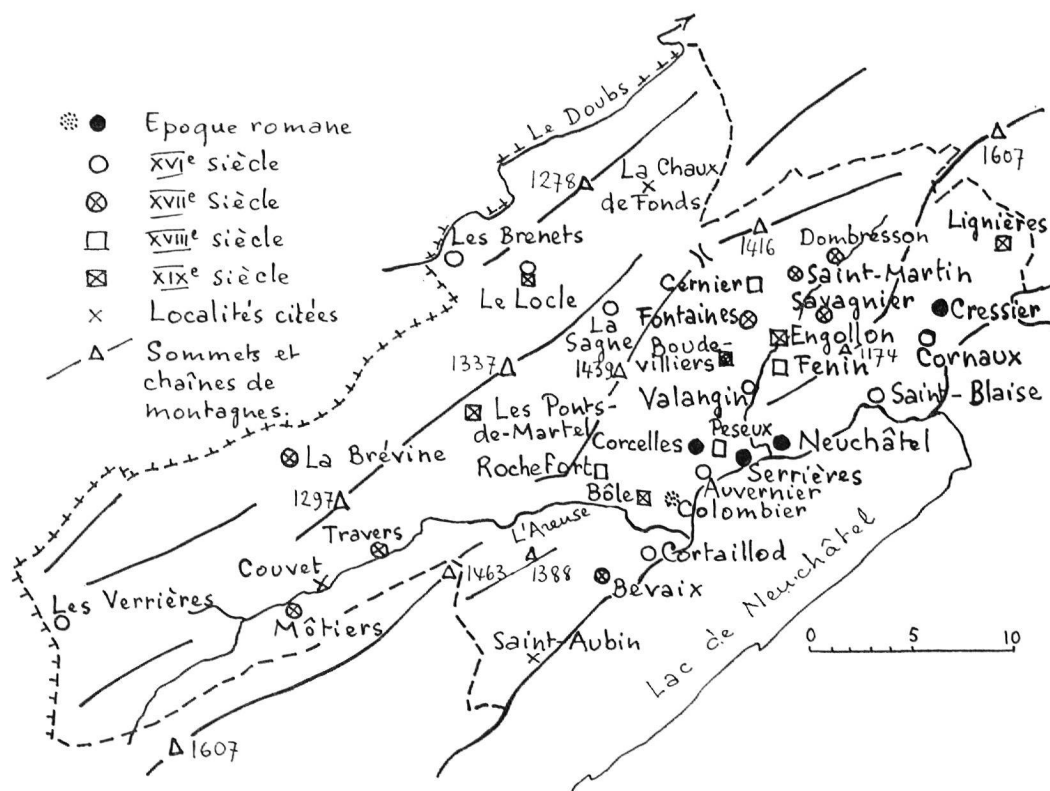 Epoque romane
XVIe siècle
XVIIe siècle
XVIIIe siècle
XIXe siècle
Localités citées
Sommets et
chaînes de
montagnes.
Le Doubs
1607
1278
La Chaux
de Fonds
1416
Dombresson
Lignières
Les Brenets
Le Locle
Cernier
Saint-Martin
Savagnier
Cressier
La
Sagne
Fontaines
Engollon
1174
Cornaux
1337
1439
Boude-
villiers
Fenin
Valangin
Saint-Blaise
Les Ponts-
de-Martel
Corcelles
Peseux
Neuchâtel
La Brévine
Rochefort
Serrières
Auvernier
1297
Bôle
Colombier
Travers
L'Areuse
Couvet
1463
1388
Cortaillod
Bevaix
Les Verrières
Môtiers
Saint-Aubin
Lac de Neuchâtel
0 5 10
1607